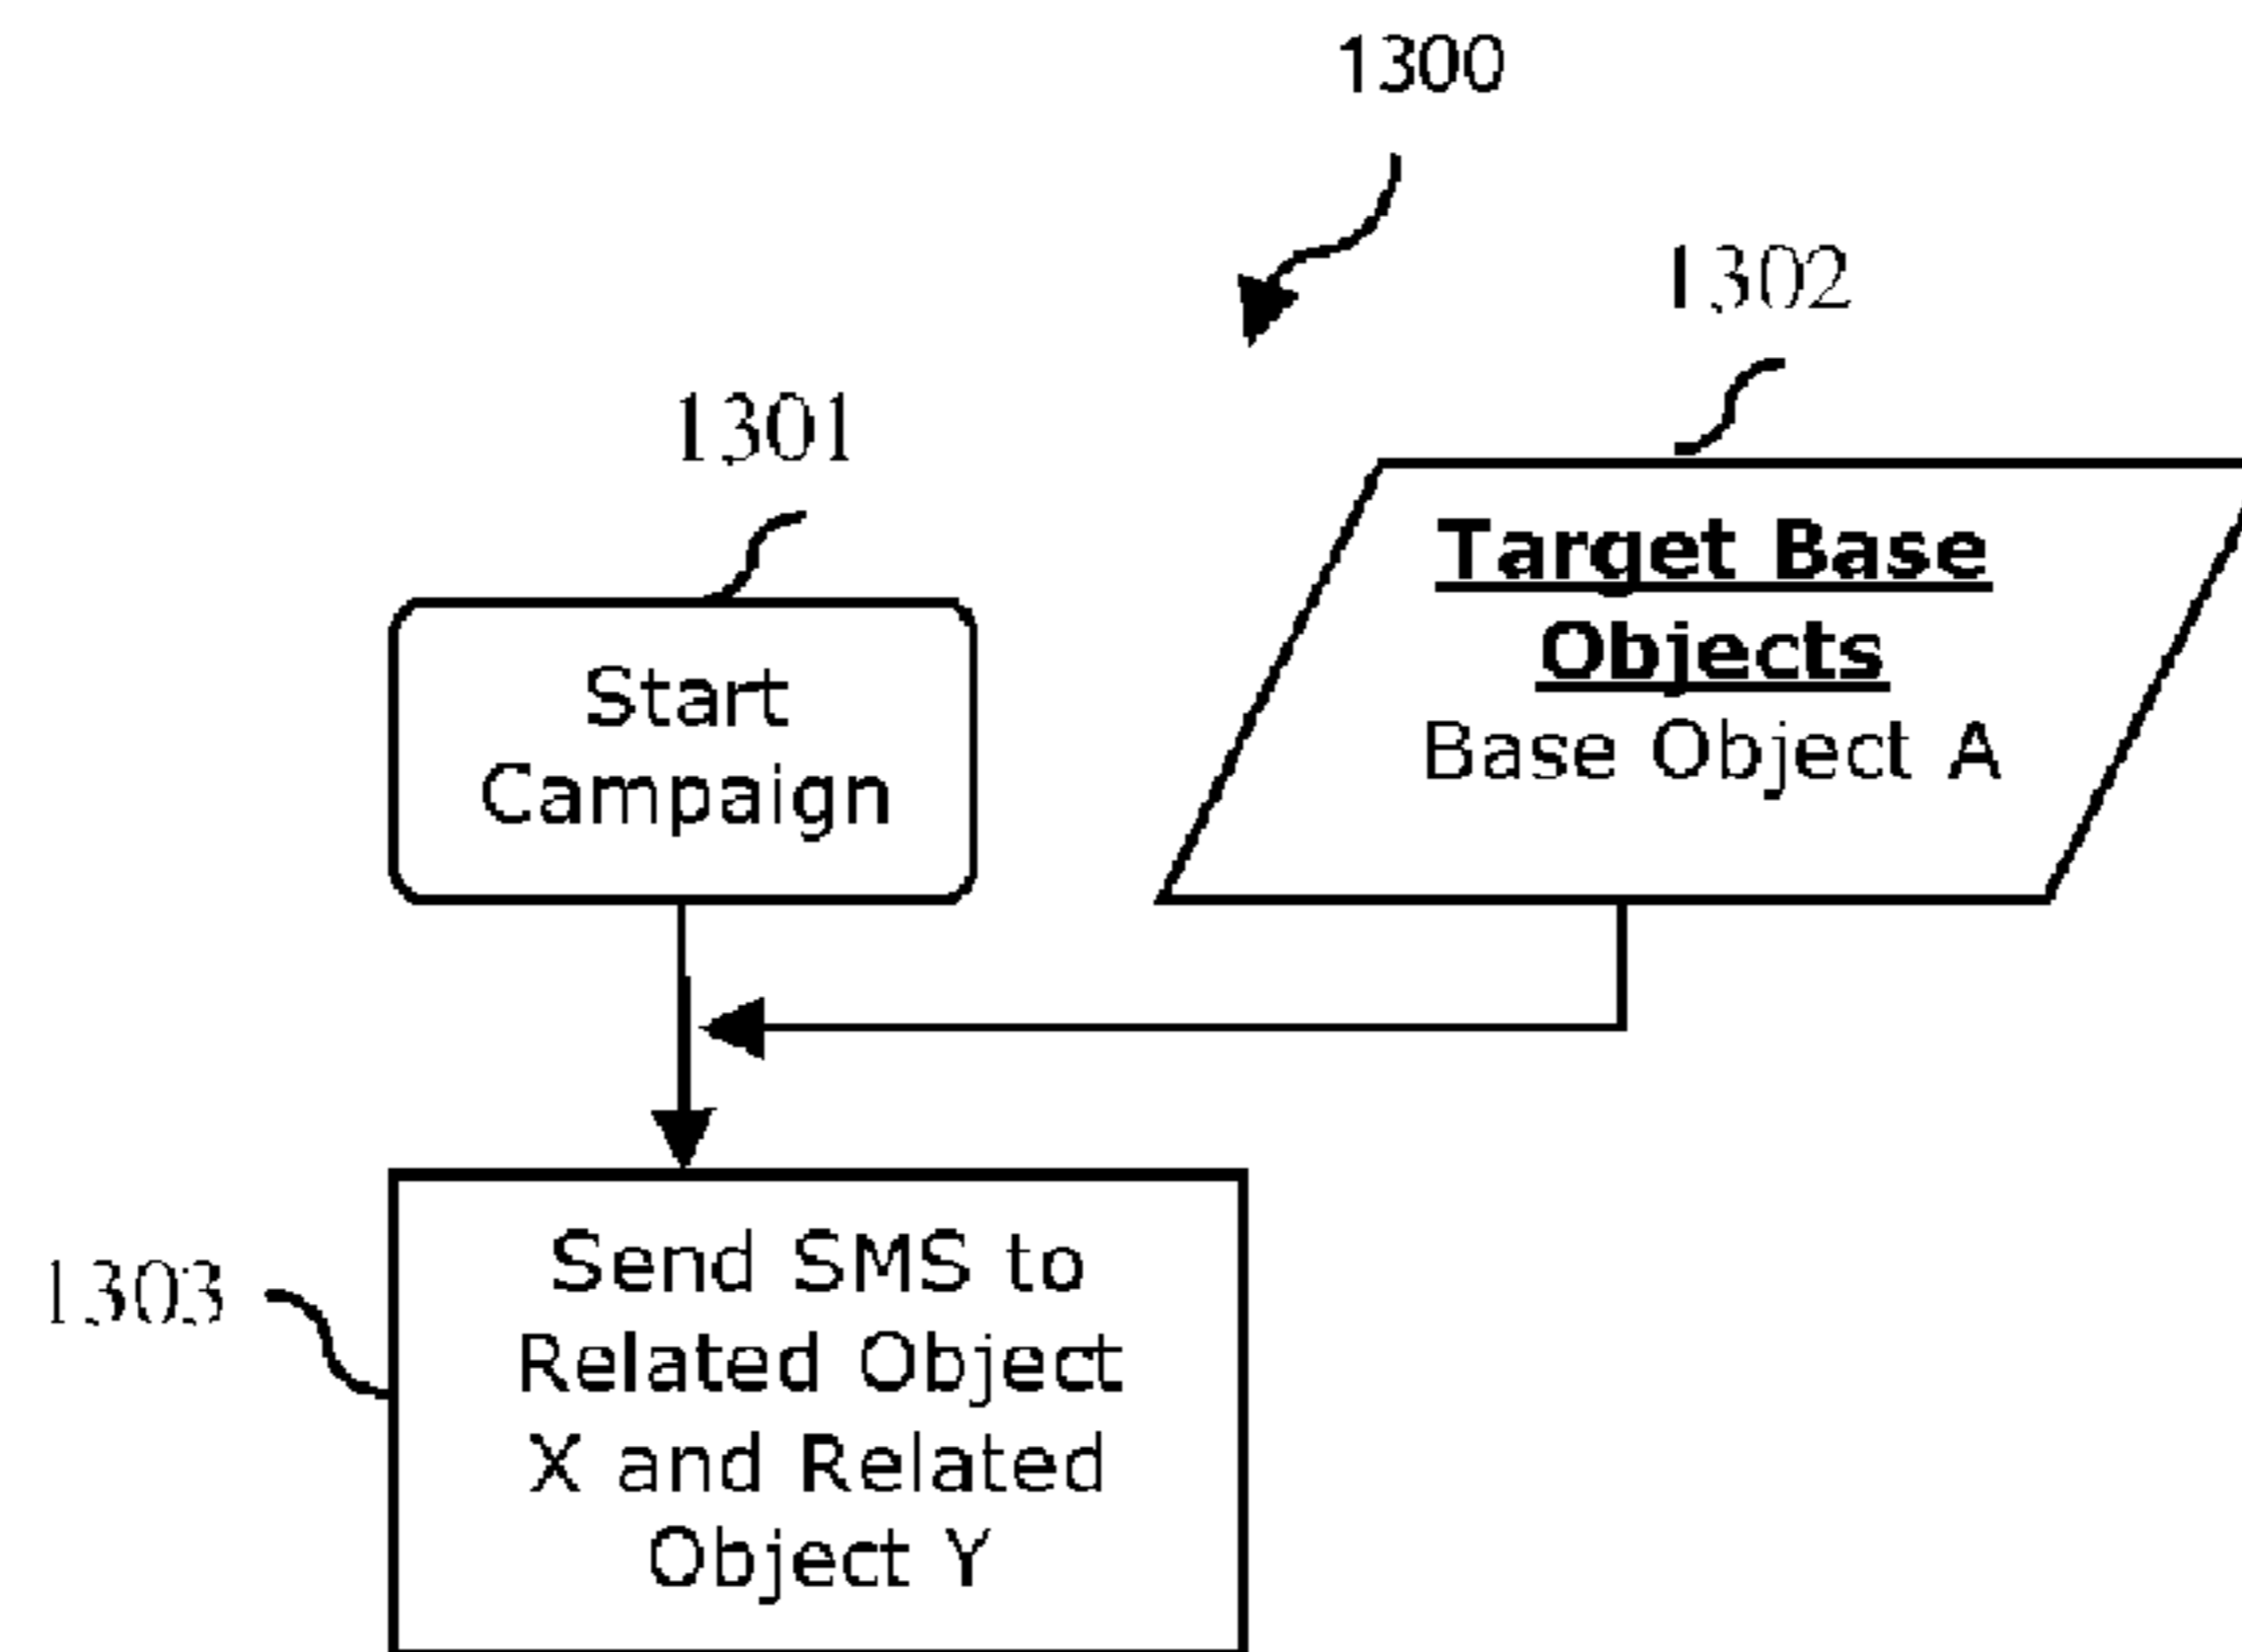 1300
1302
1301
Target Base
Objects
Base Object A
Start
Campaign
Send SMS to
Related Object
X and Related
Object Y
1303